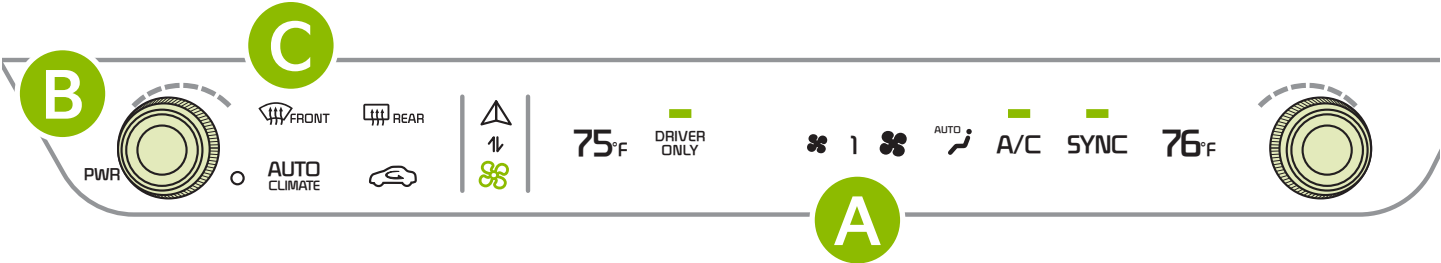 C
B
FRONT
REAR
PWR
AUTO
CLIMATE
75°F
DRIVER
ONLY
1
AUTO
A/C
SYNC
76°F
A